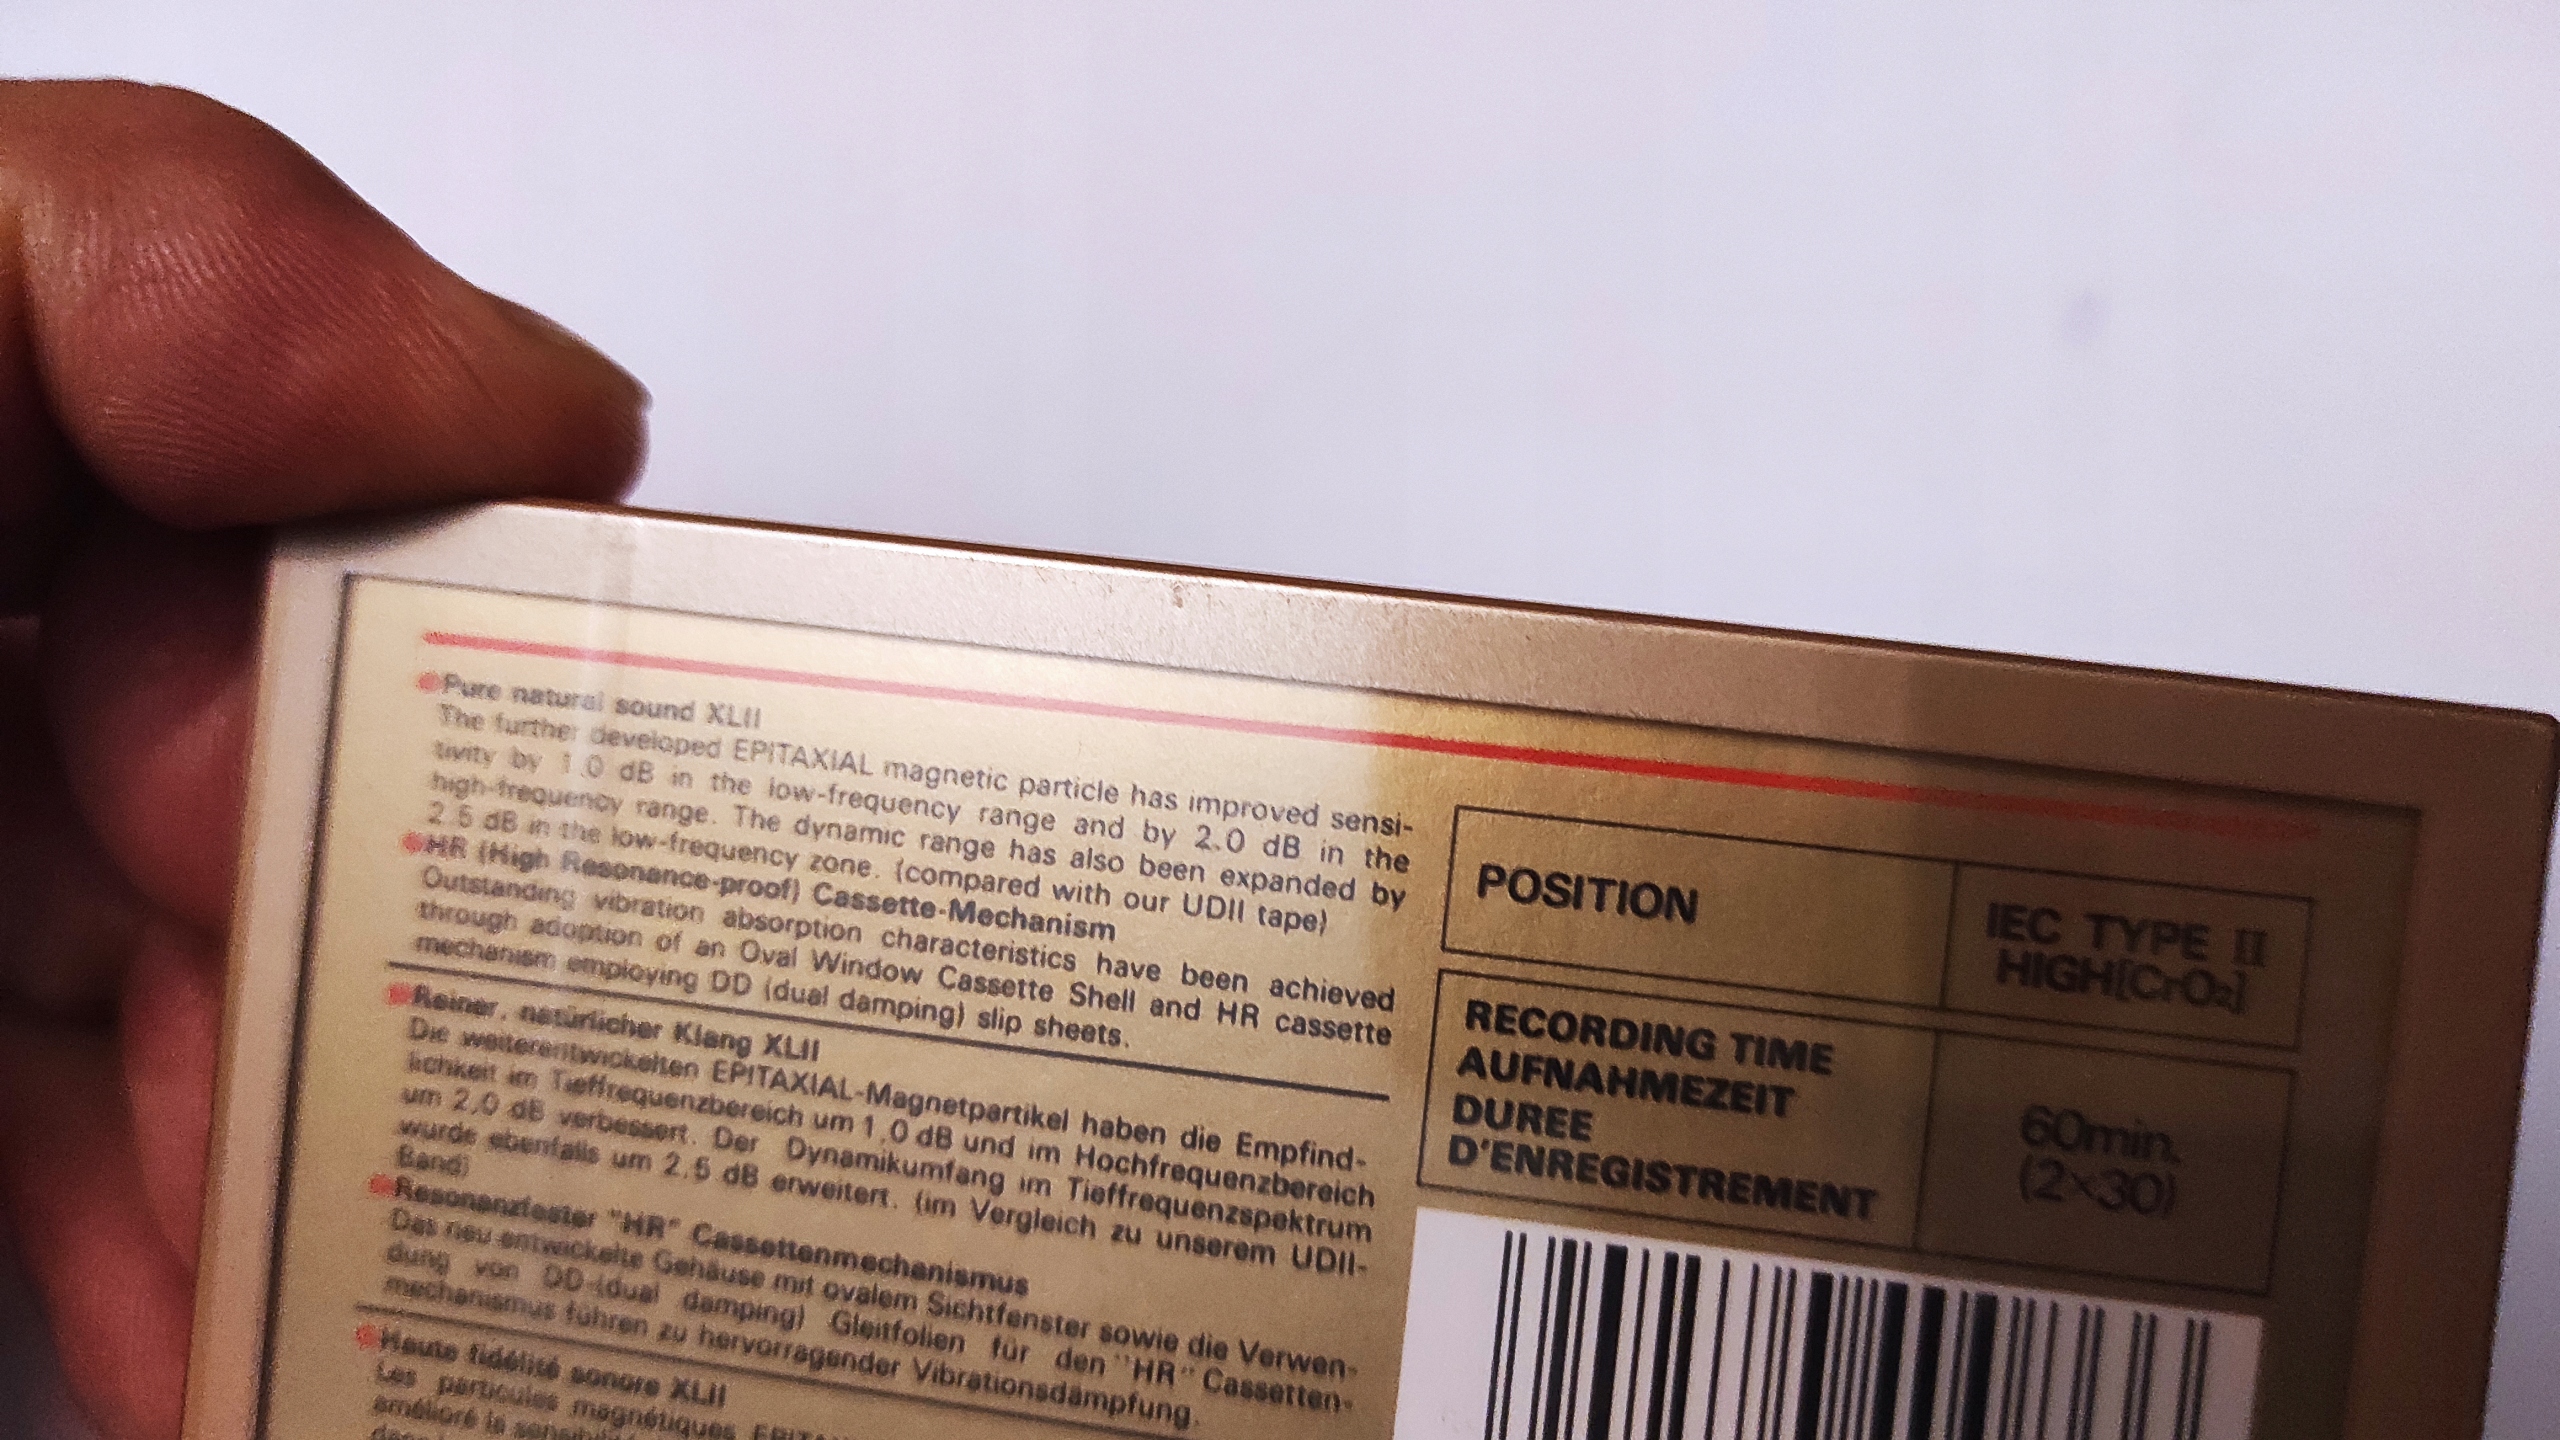 Pure natural sound XLII
The further developed EPITAXIAL magnetic particle has improved sensi-
tivity by 1.0 dB in the low-frequency range and by 2.0 dB in the
high-frequency range. The dynamic range has also been expanded by
2.5 dB in the low-frequency zone. (compared with our UDII tape)
HR (High Resonance-proof) Cassette-Mechanism
Outstanding vibration absorption characteristics have been achieved
through adoption of an Oval Window Cassette Shell and HR cassette
mechanism employing DD (dual damping) slip sheets.
Reiner, natürlicher Klang XLII
Die weiterentwickelten EPITAXIAL-Magnetpartikel haben die Empfind-
lichkeit im Tieffrequenzbereich um 1,0 dB und im Hochfrequenzbereich
um 2,0 dB verbessert. Der Dynamikumfang im Tieffrequenzspektrum
wurde ebenfalls um 2,5 dB erweitert. (im Vergleich zu unserem UDII-
Band)
Resonanzfester "HR" Cassettenmechanismus
Das neu entwickelte Gehäuse mit ovalem Sichtfenster sowie die Verwen-
dung von DD-(dual damping) Gleitfolien für den "HR" Cassetten-
mechanismus führen zu hervorragender Vibrationsdämpfung.
Haute fidélité sonore XLII
Les particules magnétiques
amélioré la
POSITION
IEC TYPE II
HIGH[CrO2]
RECORDING TIME
AUFNAHMEZEIT
DUREE
D'ENREGISTREMENT
60min.
(2×30)